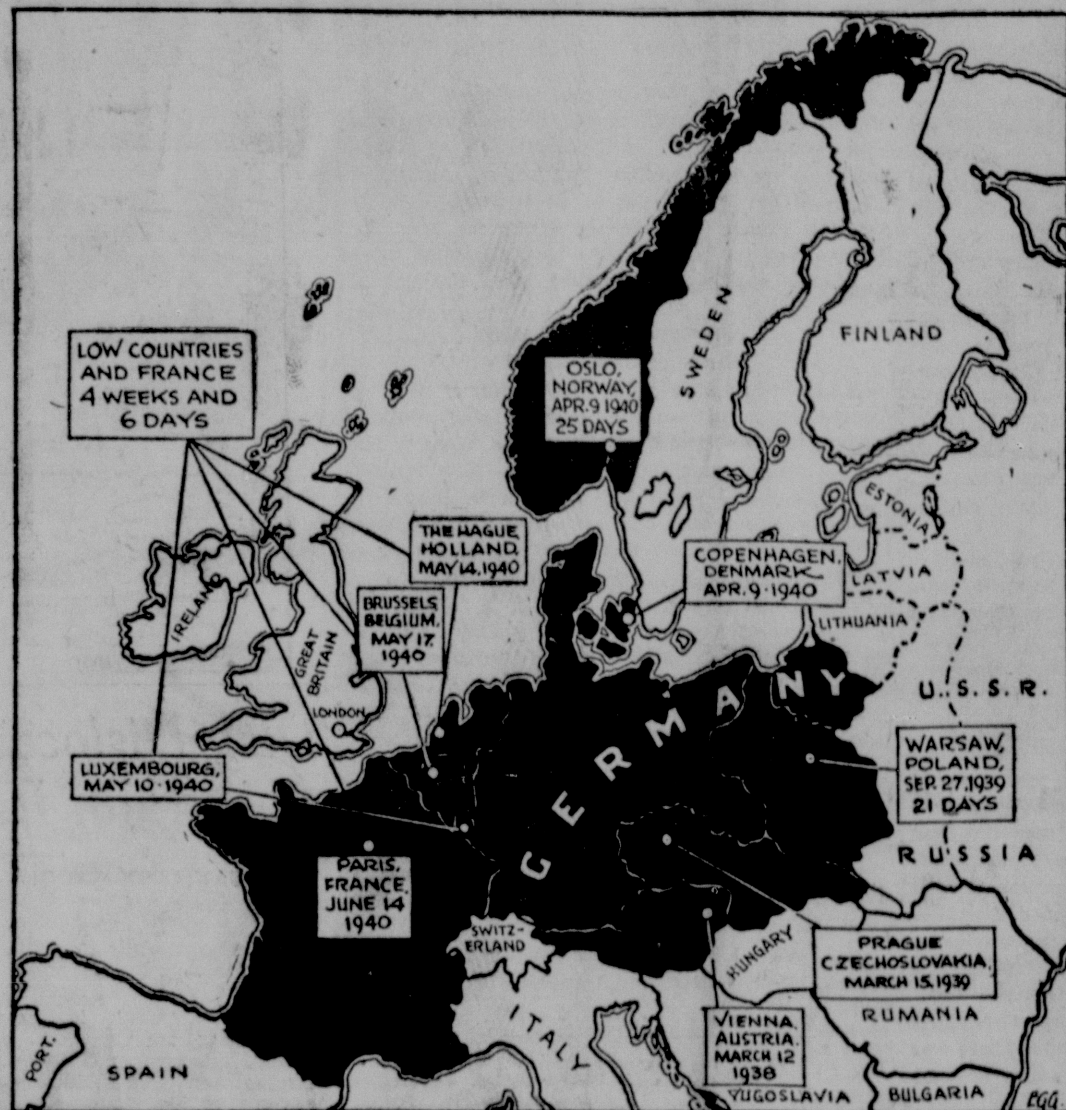 LOW COUNTRIES
AND FRANCE
4 WEEKS AND
6 DAYS
OSLO,
NORWAY,
APR. 9 1940
25 DAYS
SWEDEN
FINLAND
THE HAGUE
HOLLAND.
MAY 14, 1940
COPENHAGEN,
DENMARK
APR. 9 · 1940
ESTONIA
LATVIA
LITHUANIA
BRUSSELS,
BELGIUM.
MAY 17,
1940
IRELAND
GREAT
BRITAIN
LONDON
U.S.S.R.
RUSSIA
GERMANY
LUXEMBOURG,
MAY 10 · 1940
WARSAW,
POLAND,
SEP. 27, 1939
21 DAYS
PARIS,
FRANCE,
JUNE 14
1940
SWITZ-
ERLAND
HUNGARY
PRAGUE
CZECHOSLOVAKIA,
MARCH 15, 1939
VIENNA,
AUSTRIA.
MARCH 12
1938
ITALY
RUMANIA
PORT.
SPAIN
YUGOSLAVIA
BULGARIA